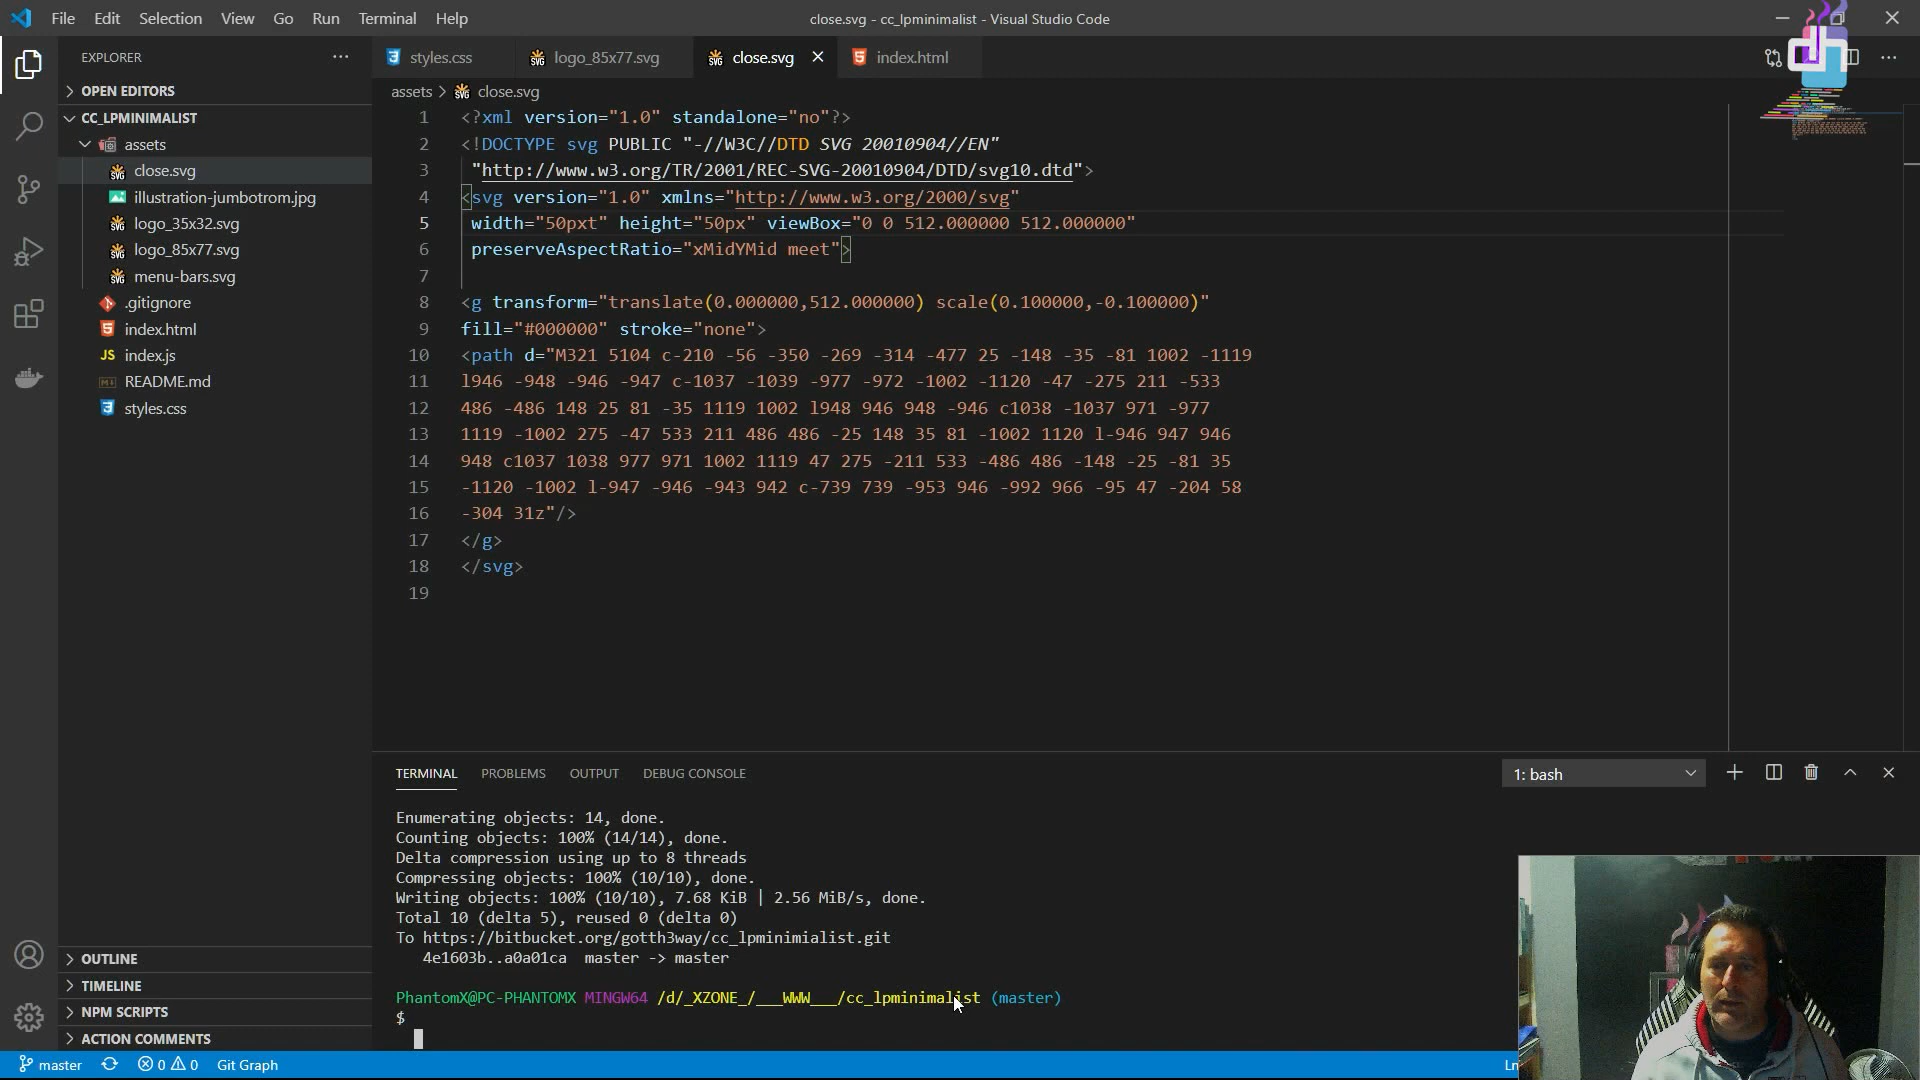 File Edit Selection View Go Run Terminal Help
close.svg - cc_lpminimalist - Visual Studio Code
EXPLORER
styles.css
logo_85x77.svg
close.svg
index.html
OPEN EDITORS
assets > close.svg
CC_LPMINIMALIST
assets
close.svg
illustration-jumbotrom.jpg
logo_35x32.svg
logo_85x77.svg
menu-bars.svg
.gitignore
index.html
JS index.js
README.md
styles.css
1 <?xml version="1.0" standalone="no"?>
2 <!DOCTYPE svg PUBLIC "-//W3C//DTD SVG 20010904//EN"
3 "http://www.w3.org/TR/2001/REC-SVG-20010904/DTD/svg10.dtd">
4 <svg version="1.0" xmlns="http://www.w3.org/2000/svg"
5 width="50pxt" height="50px" viewBox="0 0 512.000000 512.000000"
6 preserveAspectRatio="xMidYMid meet">
7
8 <g transform="translate(0.000000,512.000000) scale(0.100000,-0.100000)"
9 fill="#000000" stroke="none">
10 <path d="M321 5104 c-210 -56 -350 -269 -314 -477 25 -148 -35 -81 1002 -1119
11 l946 -948 -946 -947 c-1037 -1039 -977 -972 -1002 -1120 -47 -275 211 -533
12 486 -486 148 25 81 -35 1119 1002 l948 946 948 -946 c1038 -1037 971 -977
13 1119 -1002 275 -47 533 211 486 486 -25 148 35 81 -1002 1120 l-946 947 946
14 948 c1037 1038 977 971 1002 1119 47 275 -211 533 -486 486 -148 -25 -81 35
15 -1120 -1002 l-947 -946 -943 942 c-739 739 -953 946 -992 966 -95 47 -204 58
16 -304 31z"/>
17 </g>
18 </svg>
19
TERMINAL PROBLEMS OUTPUT DEBUG CONSOLE
1: bash
Enumerating objects: 14, done.
Counting objects: 100% (14/14), done.
Delta compression using up to 8 threads
Compressing objects: 100% (10/10), done.
Writing objects: 100% (10/10), 7.68 KiB | 2.56 MiB/s, done.
Total 10 (delta 5), reused 0 (delta 0)
To https://bitbucket.org/gotth3way/cc_lpminimialist.git
4e1603b..a0a01ca master -> master
PhantomX@PC-PHANTOMX MINGW64 /d/_XZONE_/___WWW___/cc_lpminimalist (master)
$
OUTLINE
TIMELINE
NPM SCRIPTS
ACTION COMMENTS
master
0 0
Git Graph
Ln